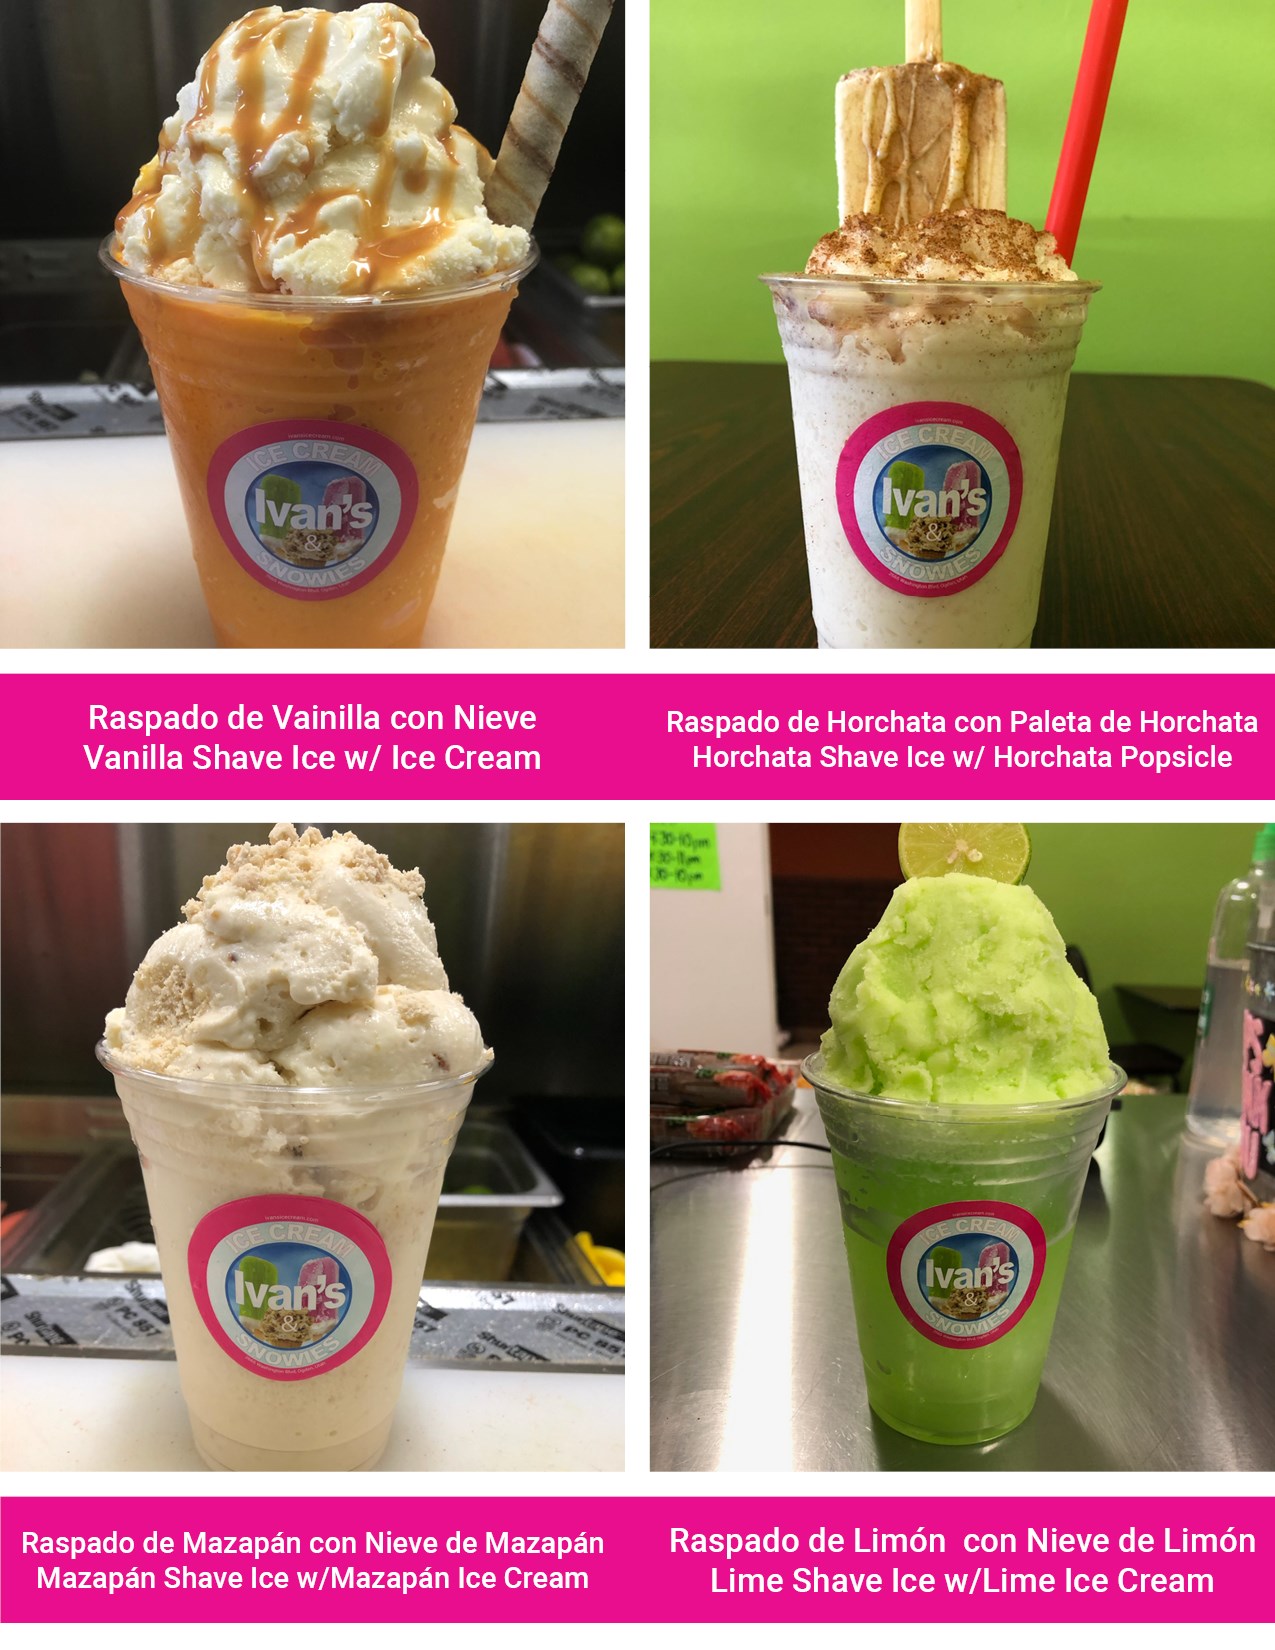 ICE CREAM
Ivan's
&
SNOWIES
ICE CREAM
Ivan's
&
SNOWIES
Raspado de Vainilla con Nieve
Vanilla Shave Ice w/ Ice Cream
Raspado de Horchata con Paleta de Horchata
Horchata Shave Ice w/ Horchata Popsicle
ICE CREAM
Ivan's
&
SNOWIES
PC 857
ICE CREAM
Ivan's
&
SNOWIES
Raspado de Mazapán con Nieve de Mazapán
Mazapán Shave Ice w/Mazapán Ice Cream
Raspado de Limón  con Nieve de Limón
Lime Shave Ice w/Lime Ice Cream